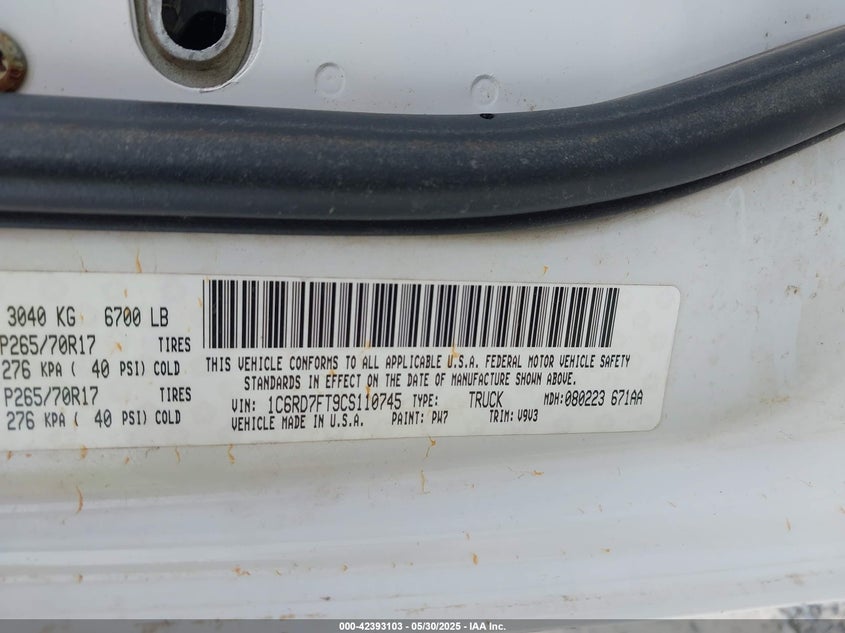 3040 KG 6700 LB
P265/70R17 TIRES
276 KPA ( 40 PSI) COLD
P265/70R17 TIRES
276 KPA ( 40 PSI) COLD
THIS VEHICLE CONFORMS TO ALL APPLICABLE U.S.A. FEDERAL MOTOR VEHICLE SAFETY
STANDARDS IN EFFECT ON THE DATE OF MANUFACTURE SHOWN ABOVE.
VIN: 1C6RD7FT9CS110745 TYPE: TRUCK MDH:080223 671AA
VEHICLE MADE IN U.S.A. PAINT: PW7 TRIM: V9V3
000-42393103 - 05/30/2025 - IAA Inc.